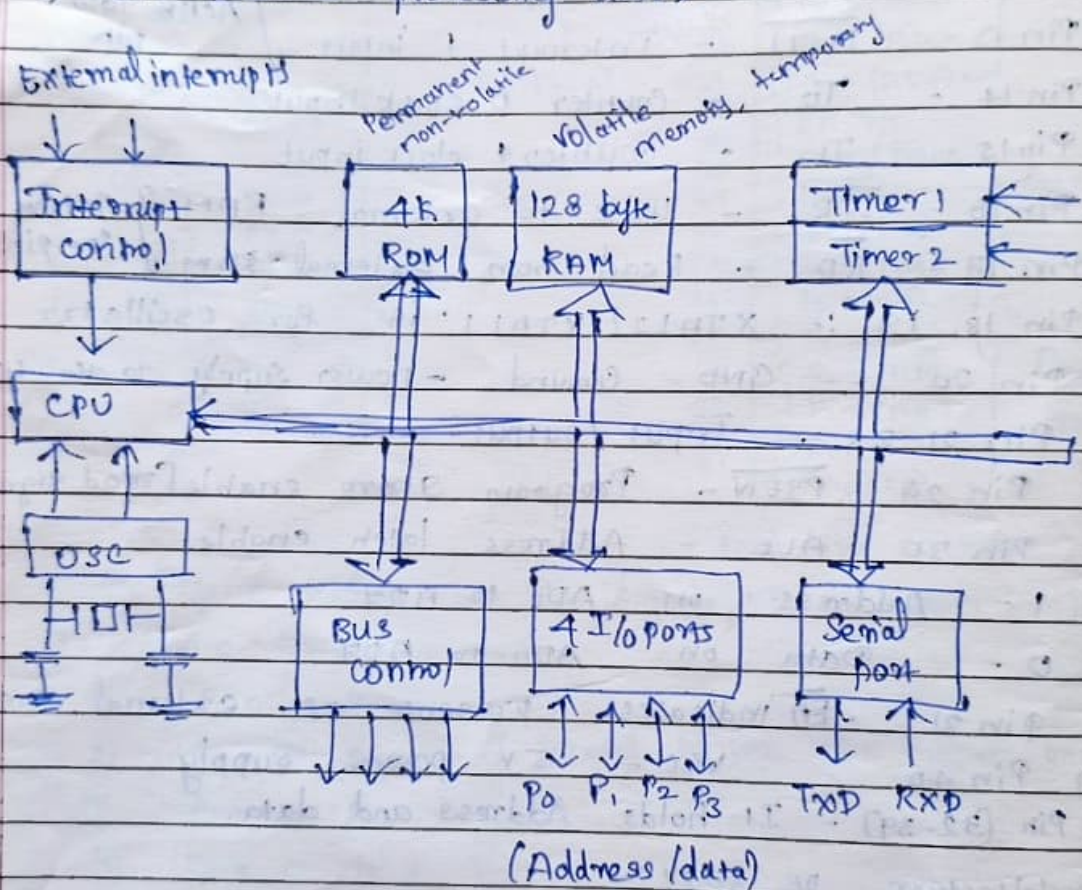 External interrupts
Permanent
non-volatile
volatile
memory, temporary
Interrupt
control
4K
ROM
128 byte
RAM
Timer 1
Timer 2
CPU
OSC
BUS
control
4 I/O ports
Serial
port
P0 P1 P2 P3
TXD RXD
(Address/data)